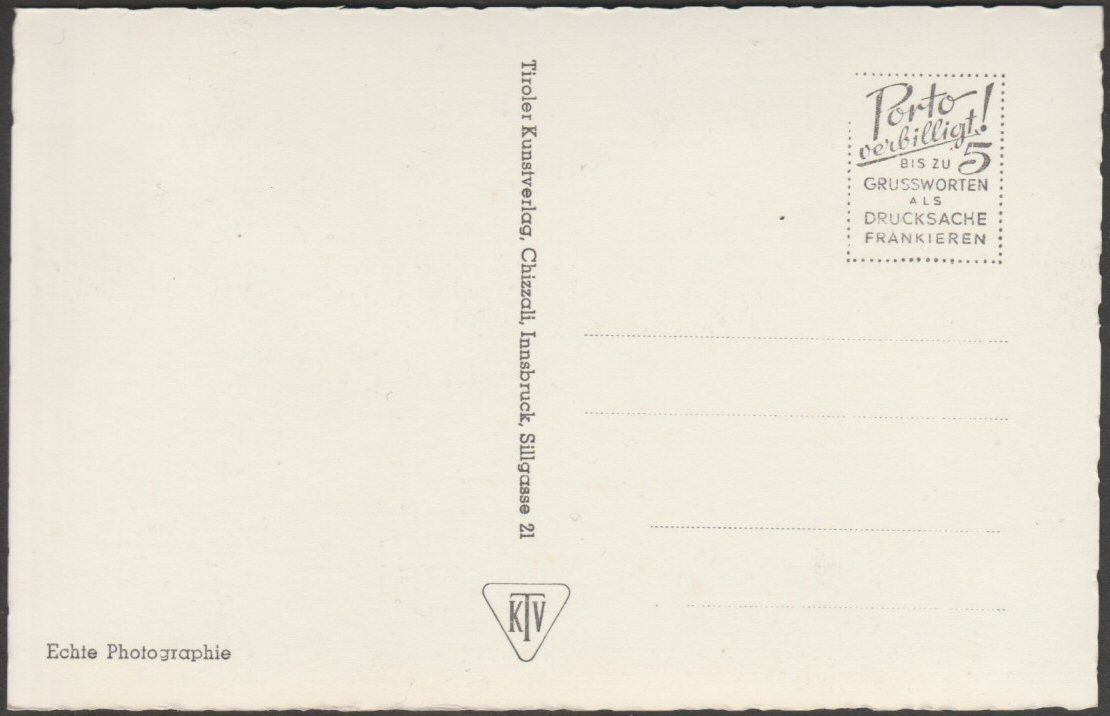 Porto
verbilligt!
BIS ZU 5
GRUSSWORTEN
ALS
DRUCKSACHE
FRANKIEREN
Tiroler Kunstverlag, Chizzali, Innsbruck, Sillgasse 21
KTV
Echte Photographie